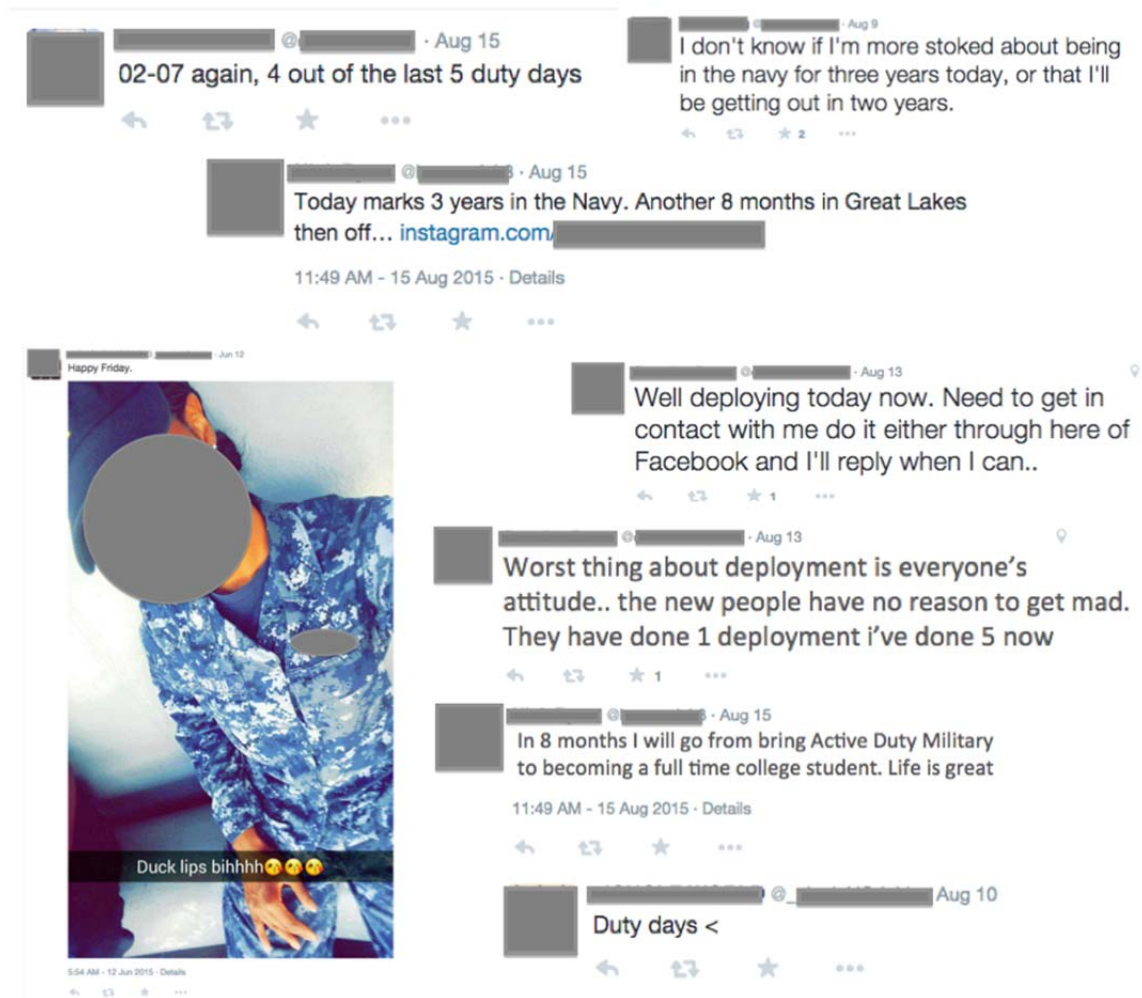 @ · Aug 15
02-07 again, 4 out of the last 5 duty days
· Aug 9
I don't know if I'm more stoked about being
in the navy for three years today, or that I'll
be getting out in two years.
2
@ · Aug 15
Today marks 3 years in the Navy. Another 8 months in Great Lakes
then off... instagram.com/
11:49 AM - 15 Aug 2015 · Details
· Jun 12
Happy Friday.
Duck lips bihhhh😘😘😘
5:54 AM - 12 Jun 2015 · Details
@ · Aug 13
Well deploying today now. Need to get in
contact with me do it either through here of
Facebook and I'll reply when I can..
1
@ · Aug 13
Worst thing about deployment is everyone's
attitude.. the new people have no reason to get mad.
They have done 1 deployment i've done 5 now
1
@ · Aug 15
In 8 months I will go from bring Active Duty Military
to becoming a full time college student. Life is great
11:49 AM - 15 Aug 2015 · Details
@_ Aug 10
Duty days <